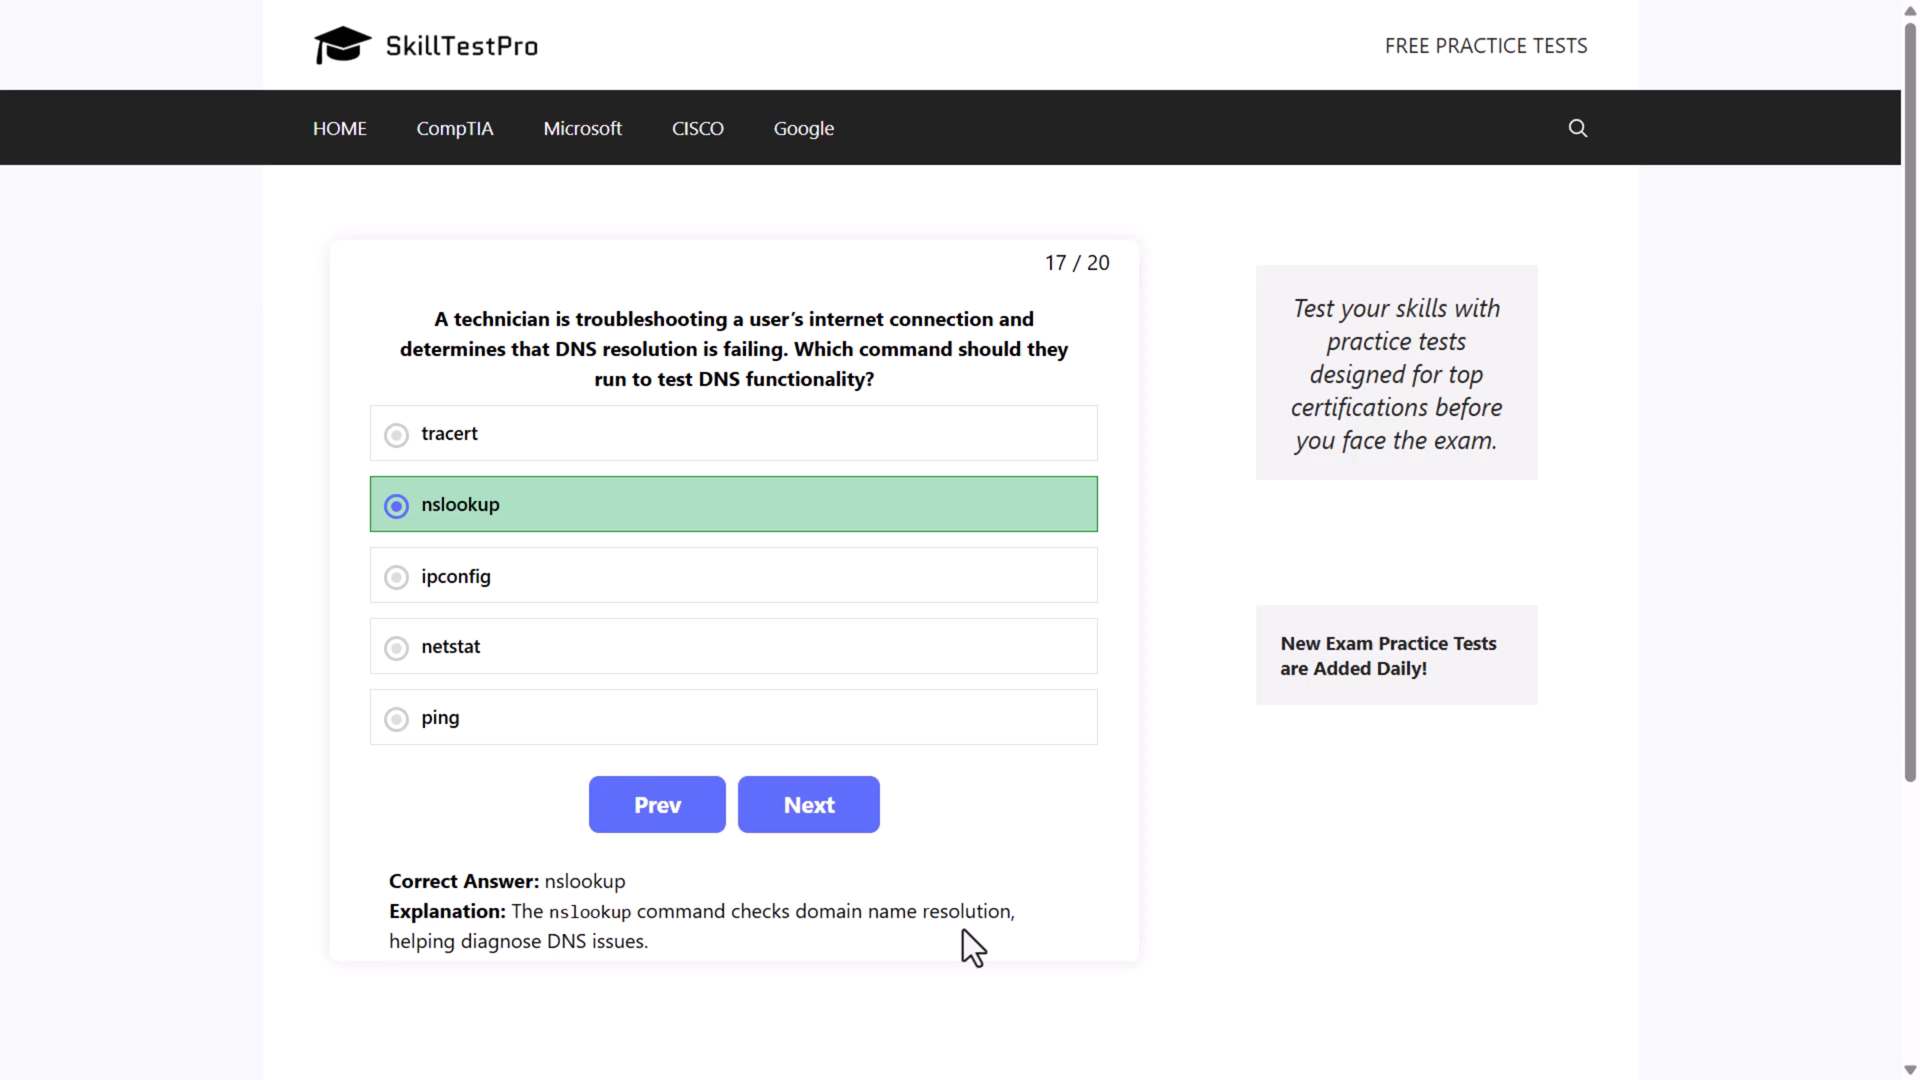 SkillTestPro
FREE PRACTICE TESTS
HOME CompTIA Microsoft CISCO Google
17 / 20
A technician is troubleshooting a user’s internet connection and
determines that DNS resolution is failing. Which command should they
run to test DNS functionality?
tracert
nslookup
ipconfig
netstat
ping
Prev Next
Correct Answer: nslookup
Explanation: The nslookup command checks domain name resolution,
helping diagnose DNS issues.
Test your skills with
practice tests
designed for top
certifications before
you face the exam.
New Exam Practice Tests
are Added Daily!